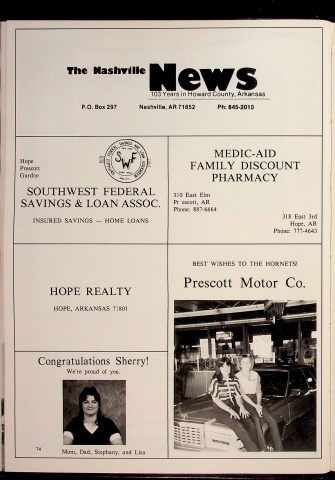 The Nashville News
103 Years in Howard County, Arkansas
P.O. Box 297 Nashville, AR 71852 Ph: 845-2010
Hope
Prescott
Gurdon
SWF
SOUTHWEST FEDERAL
SAVINGS & LOAN ASSOC.
INSURED SAVINGS — HOME LOANS
MEDIC-AID
FAMILY DISCOUNT
PHARMACY
310 East Elm
Pr escott, AR
Phone: 887-6664
318 East 3rd
Hope, AR
Phone: 777-4643
HOPE REALTY
HOPE, ARKANSAS 71801
BEST WISHES TO THE HORNETS!
Prescott Motor Co.
Congratulations Sherry!
We're proud of you.
Mom, Dad, Stephany, and Lisa
74